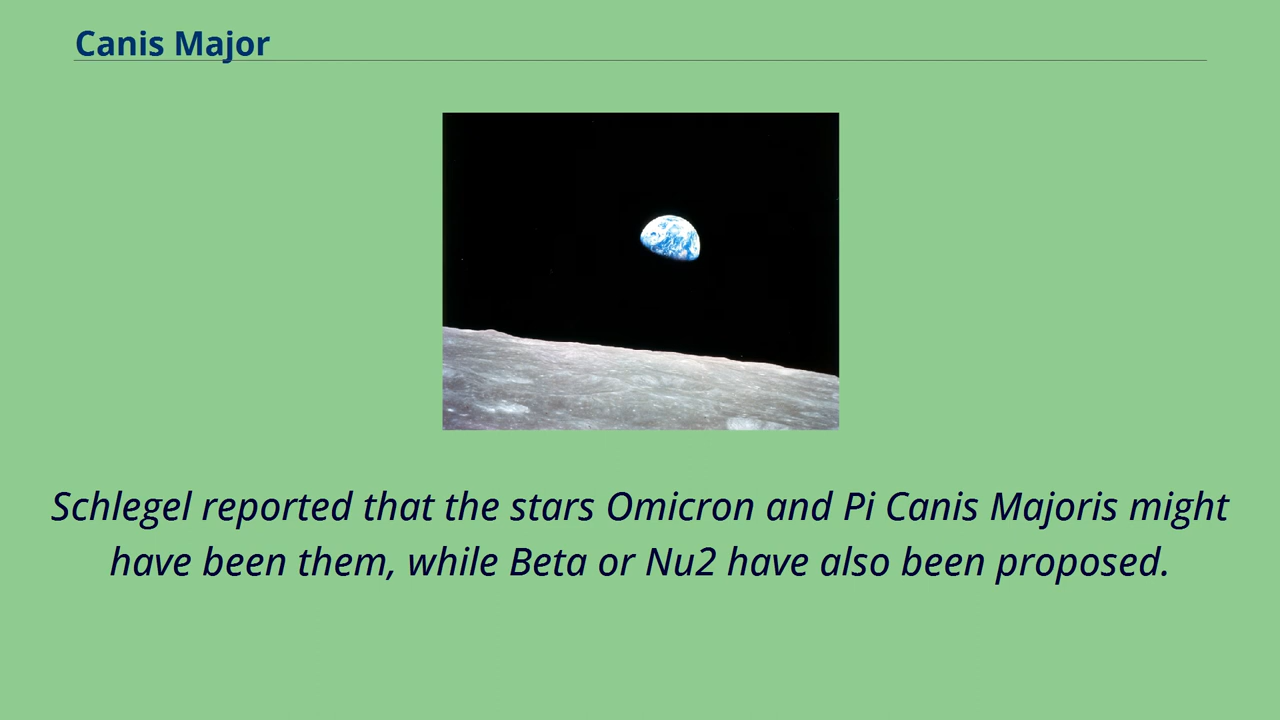 Canis Major
Schlegel reported that the stars Omicron and Pi Canis Majoris might
have been them, while Beta or Nu2 have also been proposed.